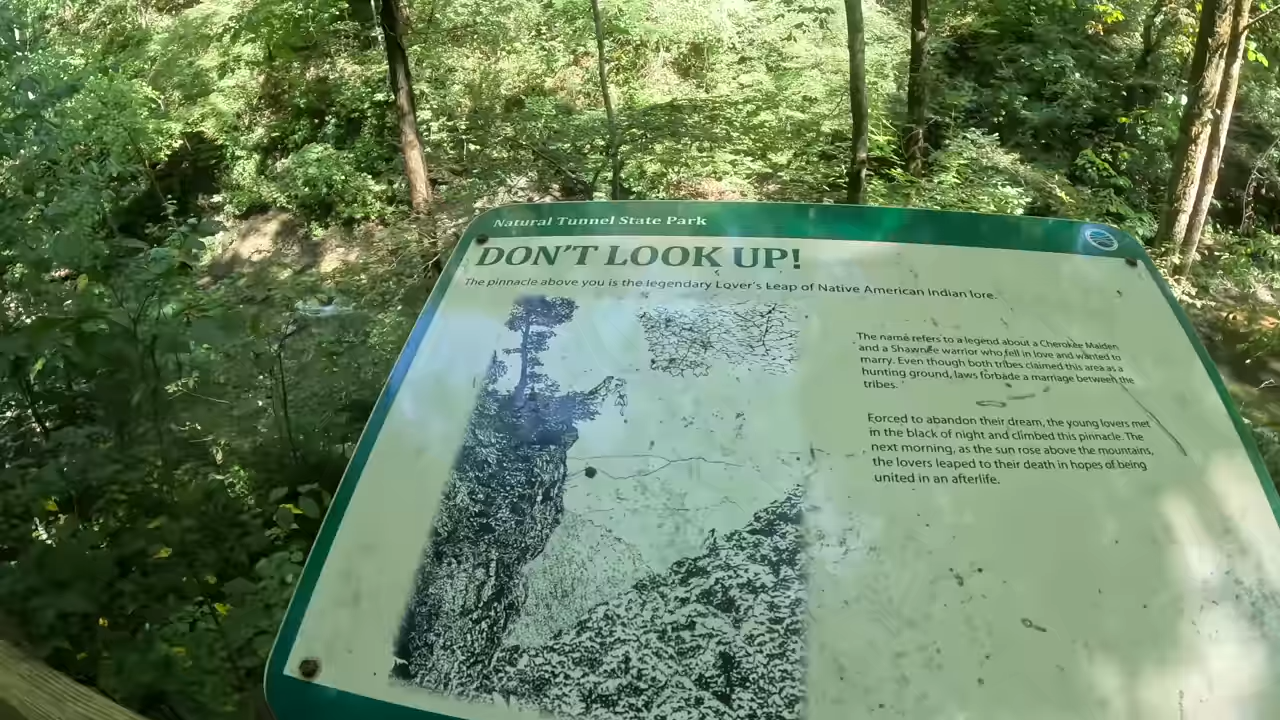 Natural Tunnel State Park
DON'T LOOK UP!
The pinnacle above you is the legendary Lover's Leap of Native American Indian lore.
The name refers to a legend about a Cherokee Maiden
and a Shawnee warrior who fell in love and wanted to
marry. Even though both tribes claimed this area as a
hunting ground, laws forbade a marriage between the
tribes.
Forced to abandon their dream, the young lovers met
in the black of night and climbed this pinnacle. The
next morning, as the sun rose above the mountains,
the lovers leaped to their death in hopes of being
united in an afterlife.